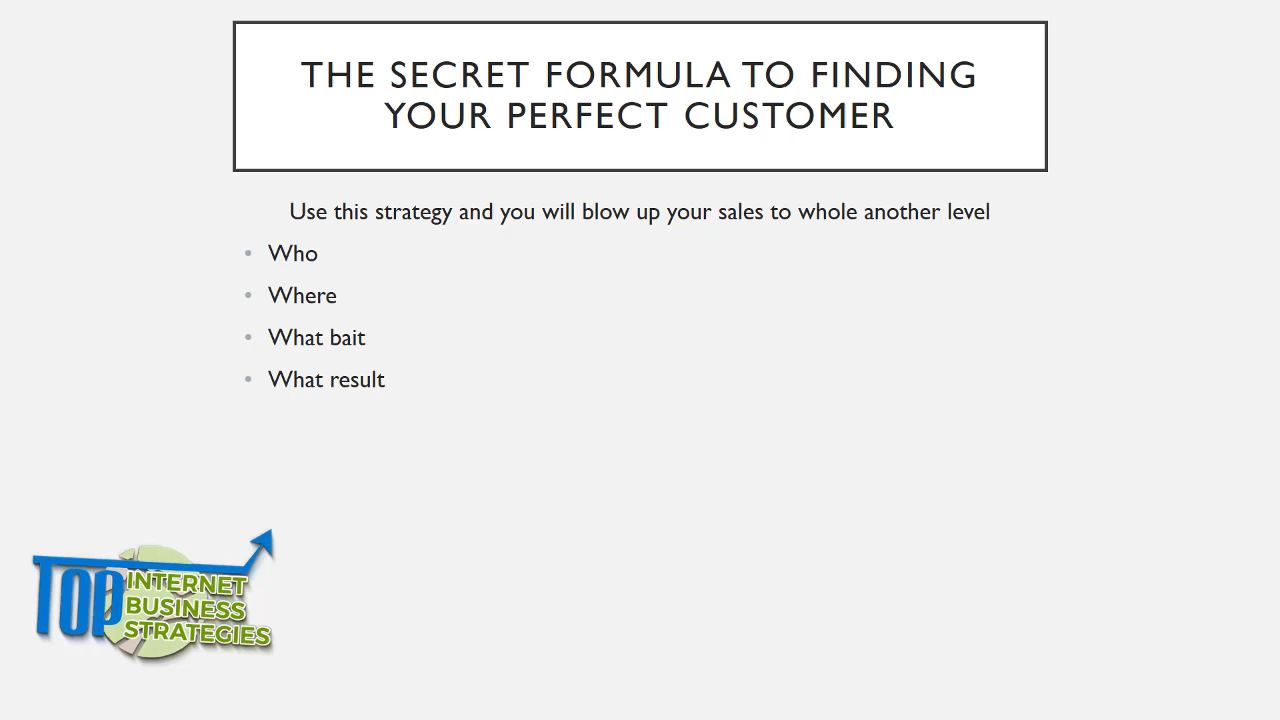 THE SECRET FORMULA TO FINDING
YOUR PERFECT CUSTOMER
Use this strategy and you will blow up your sales to whole another level
• Who
• Where
• What bait
• What result
TOP
INTERNET
BUSINESS
STRATEGIES